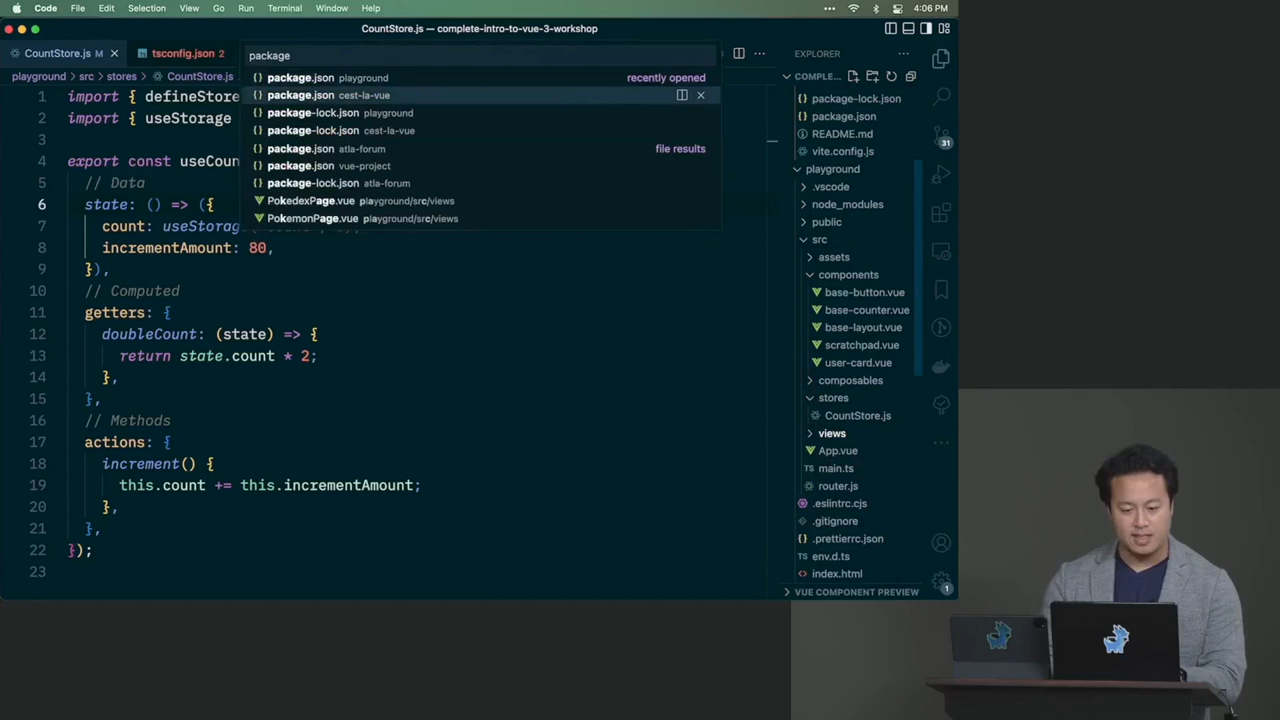 Code File Edit Selection View Go Run Terminal Window Help
4:06 PM
CountStore.js — complete-intro-to-vue-3-workshop
CountStore.js M
tsconfig.json 2
package
EXPLORER
playground > src > stores > CountStore.js
package.json playground
recently opened
package.json cest-la-vue
package-lock.json playground
package-lock.json cest-la-vue
package.json atla-forum
file results
package.json vue-project
package-lock.json atla-forum
PokedexPage.vue playground/src/views
PokemonPage.vue playground/src/views
1 import { defineStore
2 import { useStorage
3
4 export const useCoun
5 // Data
6 state: () => ({
7 count: useStorag
8 incrementAmount: 80,
9 }),
10 // Computed
11 getters: {
12 doubleCount: (state) => {
13 return state.count * 2;
14 },
15 },
16 // Methods
17 actions: {
18 increment() {
19 this.count += this.incrementAmount;
20 },
21 },
22 });
23
COMPLE...
package-lock.json
package.json
README.md
vite.config.js
playground
.vscode
node_modules
public
src
assets
components
base-button.vue
base-counter.vue
base-layout.vue
scratchpad.vue
user-card.vue
composables
stores
CountStore.js
views
App.vue
main.ts
router.js
.eslintrc.cjs
.gitignore
.prettierrc.json
env.d.ts
index.html
VUE COMPONENT PREVIEW
31
1